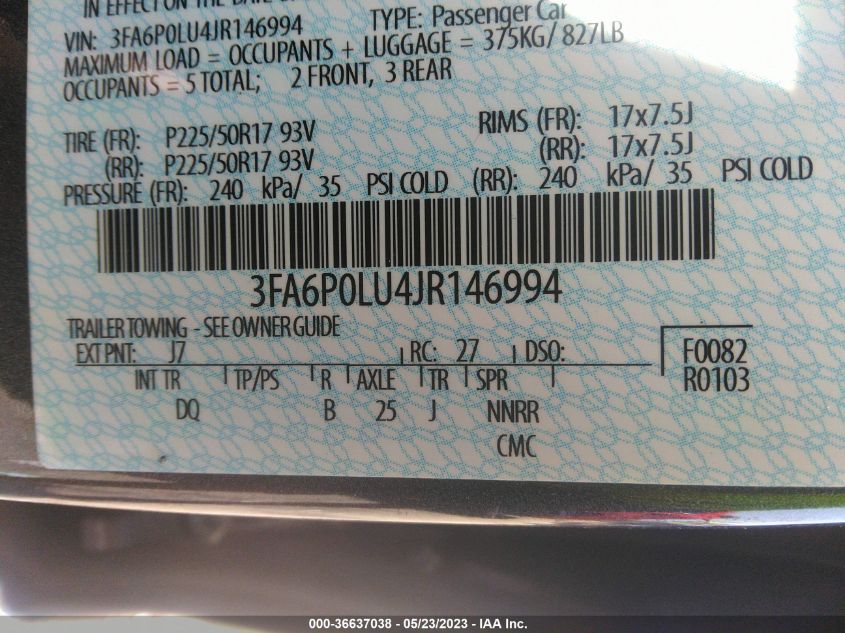 IN EFFECT ON THE DATE
VIN: 3FA6P0LU4JR146994 TYPE: Passenger Car
MAXIMUM LOAD = OCCUPANTS + LUGGAGE = 375KG/ 827LB
OCCUPANTS = 5 TOTAL; 2 FRONT, 3 REAR
TIRE (FR): P225/50R17 93V RIMS (FR): 17x7.5J
(RR): P225/50R17 93V (RR): 17x7.5J
PRESSURE (FR): 240 kPa/ 35 PSI COLD (RR): 240 kPa/ 35 PSI COLD
3FA6P0LU4JR146994
TRAILER TOWING - SEE OWNER GUIDE
EXT PNT: J7 RC: 27 DSO: F0082
INT TR TP/PS R AXLE TR SPR R0103
DQ B 25 J NNRR
CMC
000-36637038 - 05/23/2023 - IAA Inc.